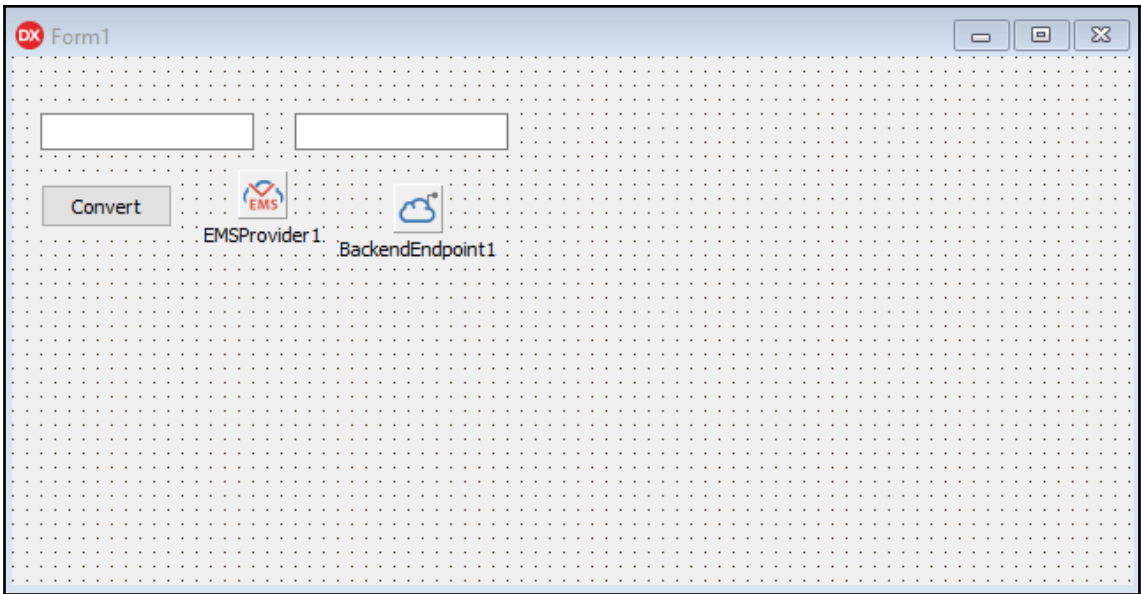 DX Form1
Convert
EMS
EMSProvider1
BackendEndpoint1